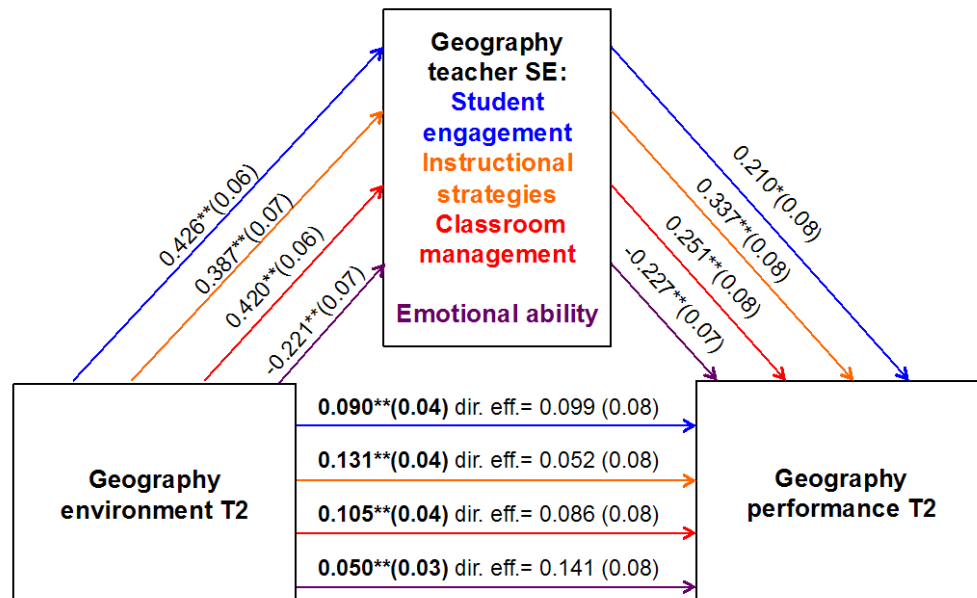 Geography
teacher SE:
Student
engagement
Instructional
strategies
Classroom
management
Emotional ability
0.426**(0.06)
0.387**(0.07)
0.420**(0.06)
-0.221**(0.07)
0.210*(0.08)
0.337**(0.08)
0.251**(0.08)
-0.227**(0.07)
Geography
environment T2
0.090**(0.04) dir. eff.= 0.099 (0.08)
0.131**(0.04) dir. eff.= 0.052 (0.08)
0.105**(0.04) dir. eff.= 0.086 (0.08)
0.050**(0.03) dir. eff.= 0.141 (0.08)
Geography
performance T2